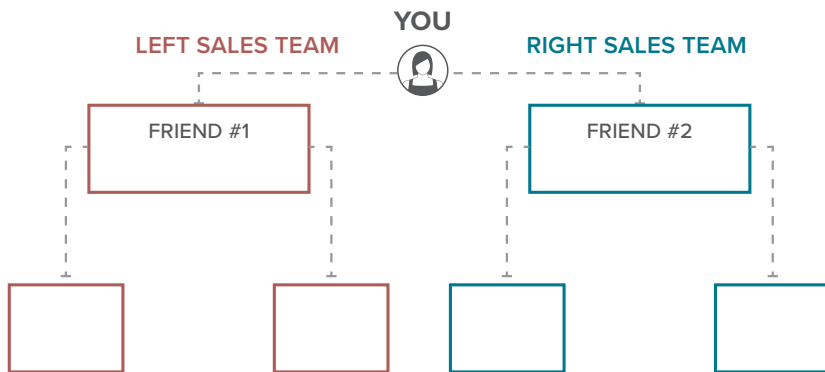 YOU
LEFT SALES TEAM
RIGHT SALES TEAM
FRIEND #1
FRIEND #2